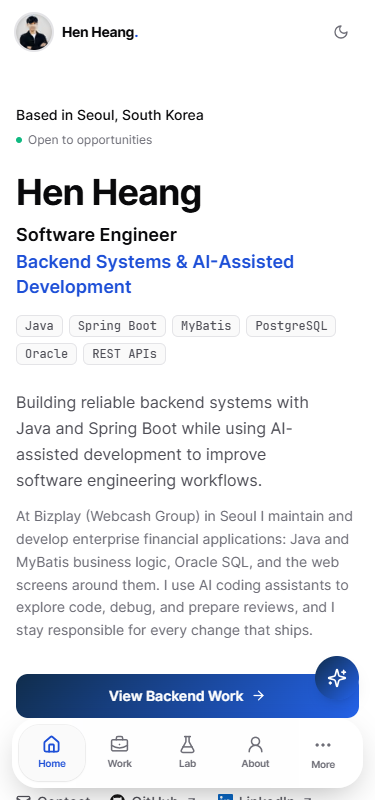 Hen Heang.
Based in Seoul, South Korea
Open to opportunities
Hen Heang
Software Engineer
Backend Systems & AI-Assisted
Development
Java Spring Boot MyBatis PostgreSQL
Oracle REST APIs
Building reliable backend systems with
Java and Spring Boot while using AI-
assisted development to improve
software engineering workflows.
At Bizplay (Webcash Group) in Seoul I maintain and
develop enterprise financial applications: Java and
MyBatis business logic, Oracle SQL, and the web
screens around them. I use AI coding assistants to
explore code, debug, and prepare reviews, and I
stay responsible for every change that ships.
View Backend Work →
Home Work Lab About More
Contact GitHub LinkedIn